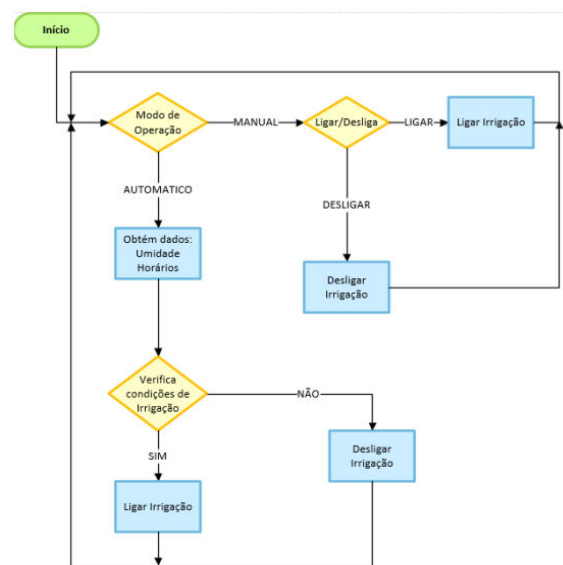 Início
Modo de
Operação
MANUAL
Ligar/Desliga
LIGAR
Ligar Irrigação
AUTOMATICO
DESLIGAR
Obtém dados:
Umidade
Horários
Desligar
Irrigação
Verifica
condições de
Irrigação
NÃO
SIM
Desligar
Irrigação
Ligar Irrigação